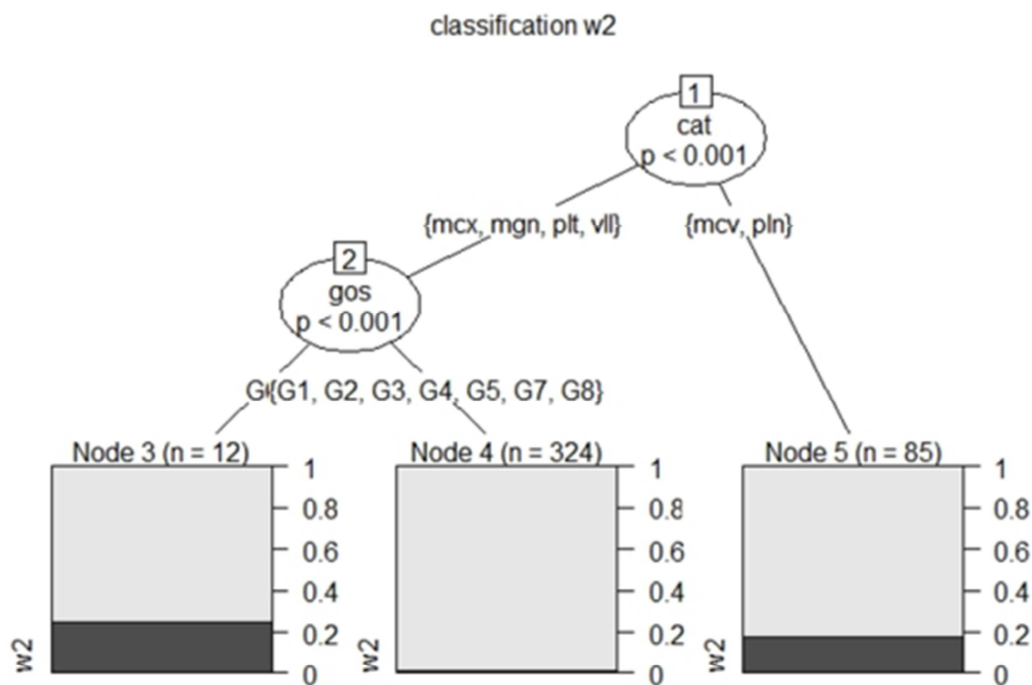 classification w2
1
cat
p < 0.001
{mcx, mgn, plt, vll}
{mcv, pln}
2
gos
p < 0.001
{G1, G2, G3, G4, G5, G7, G8}
Node 3 (n = 12)
Node 4 (n = 324)
Node 5 (n = 85)
1
0.8
0.6
0.4
0.2
0
w2
1
0.8
0.6
0.4
0.2
0
w2
1
0.8
0.6
0.4
0.2
0
w2